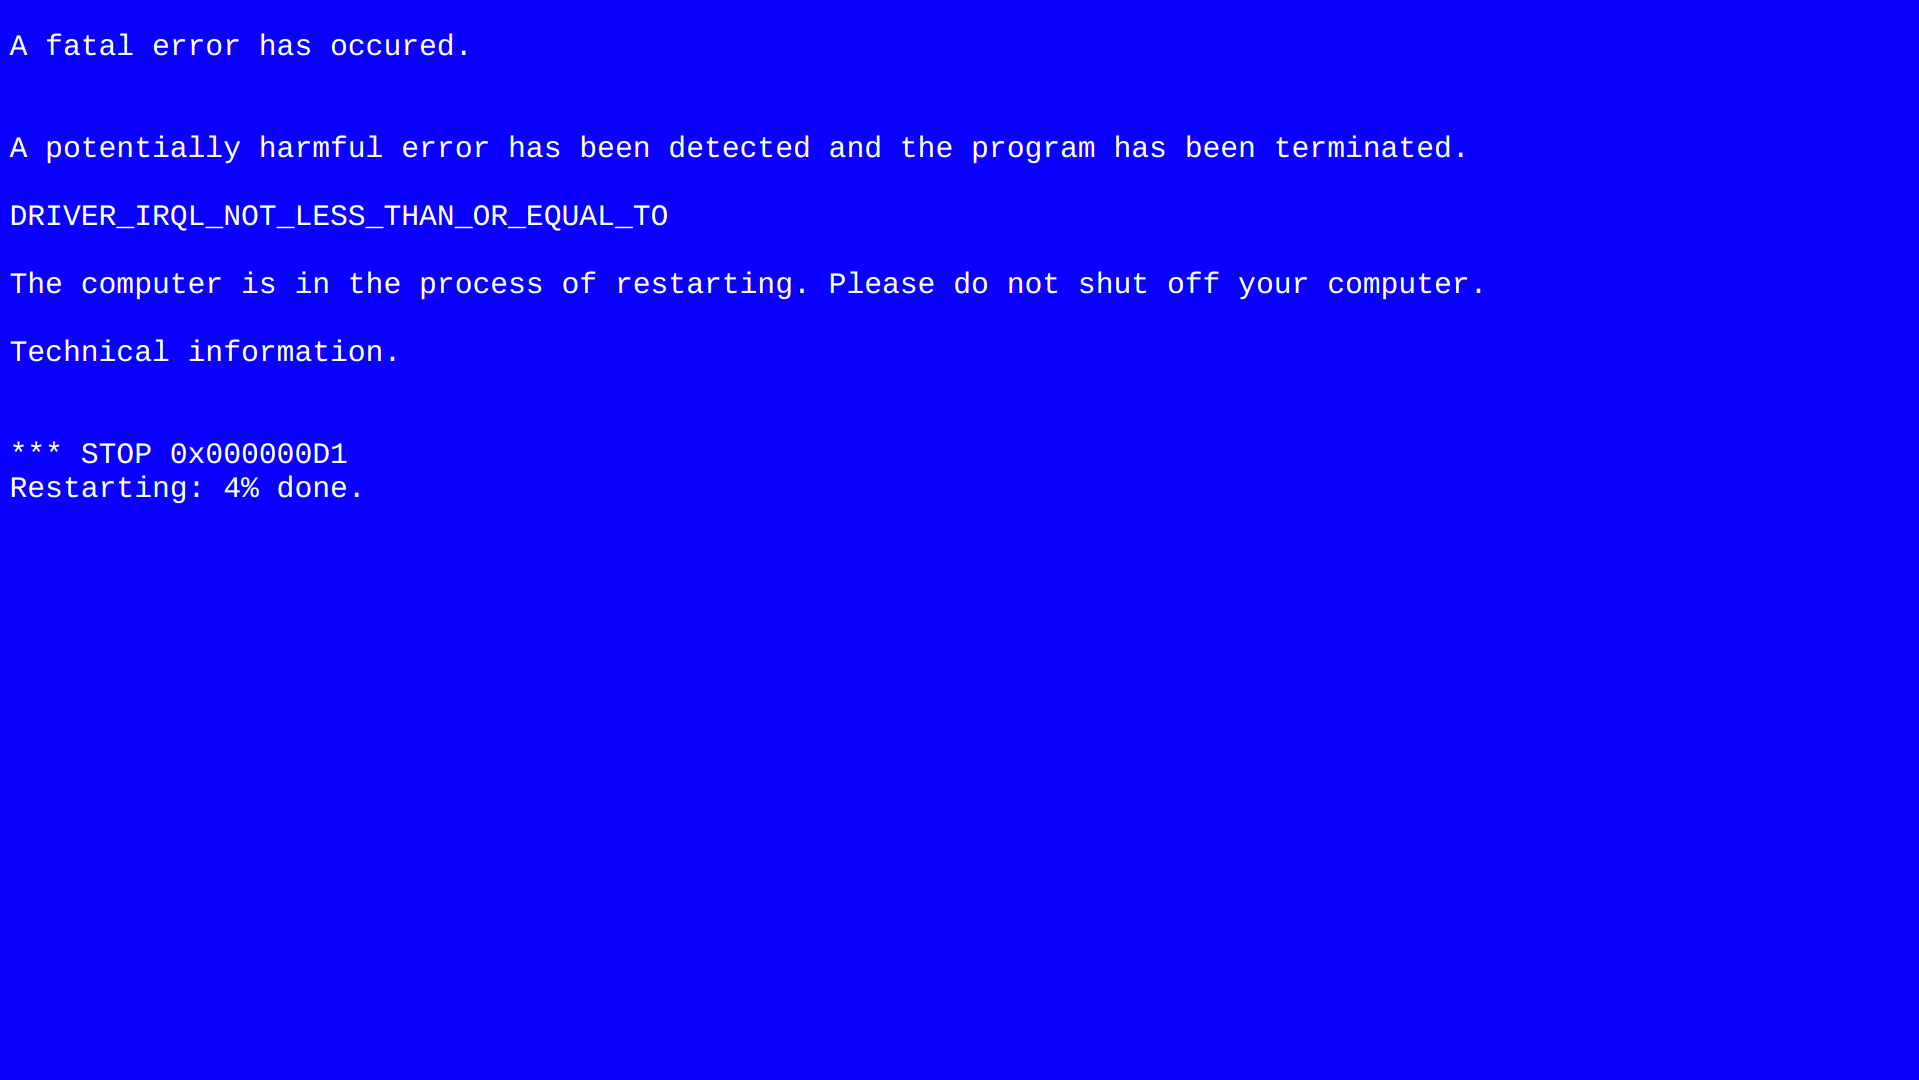 A fatal error has occured.
A potentially harmful error has been detected and the program has been terminated.
DRIVER_IRQL_NOT_LESS_THAN_OR_EQUAL_TO
The computer is in the process of restarting. Please do not shut off your computer.
Technical information.
*** STOP 0x000000D1
Restarting: 4% done.